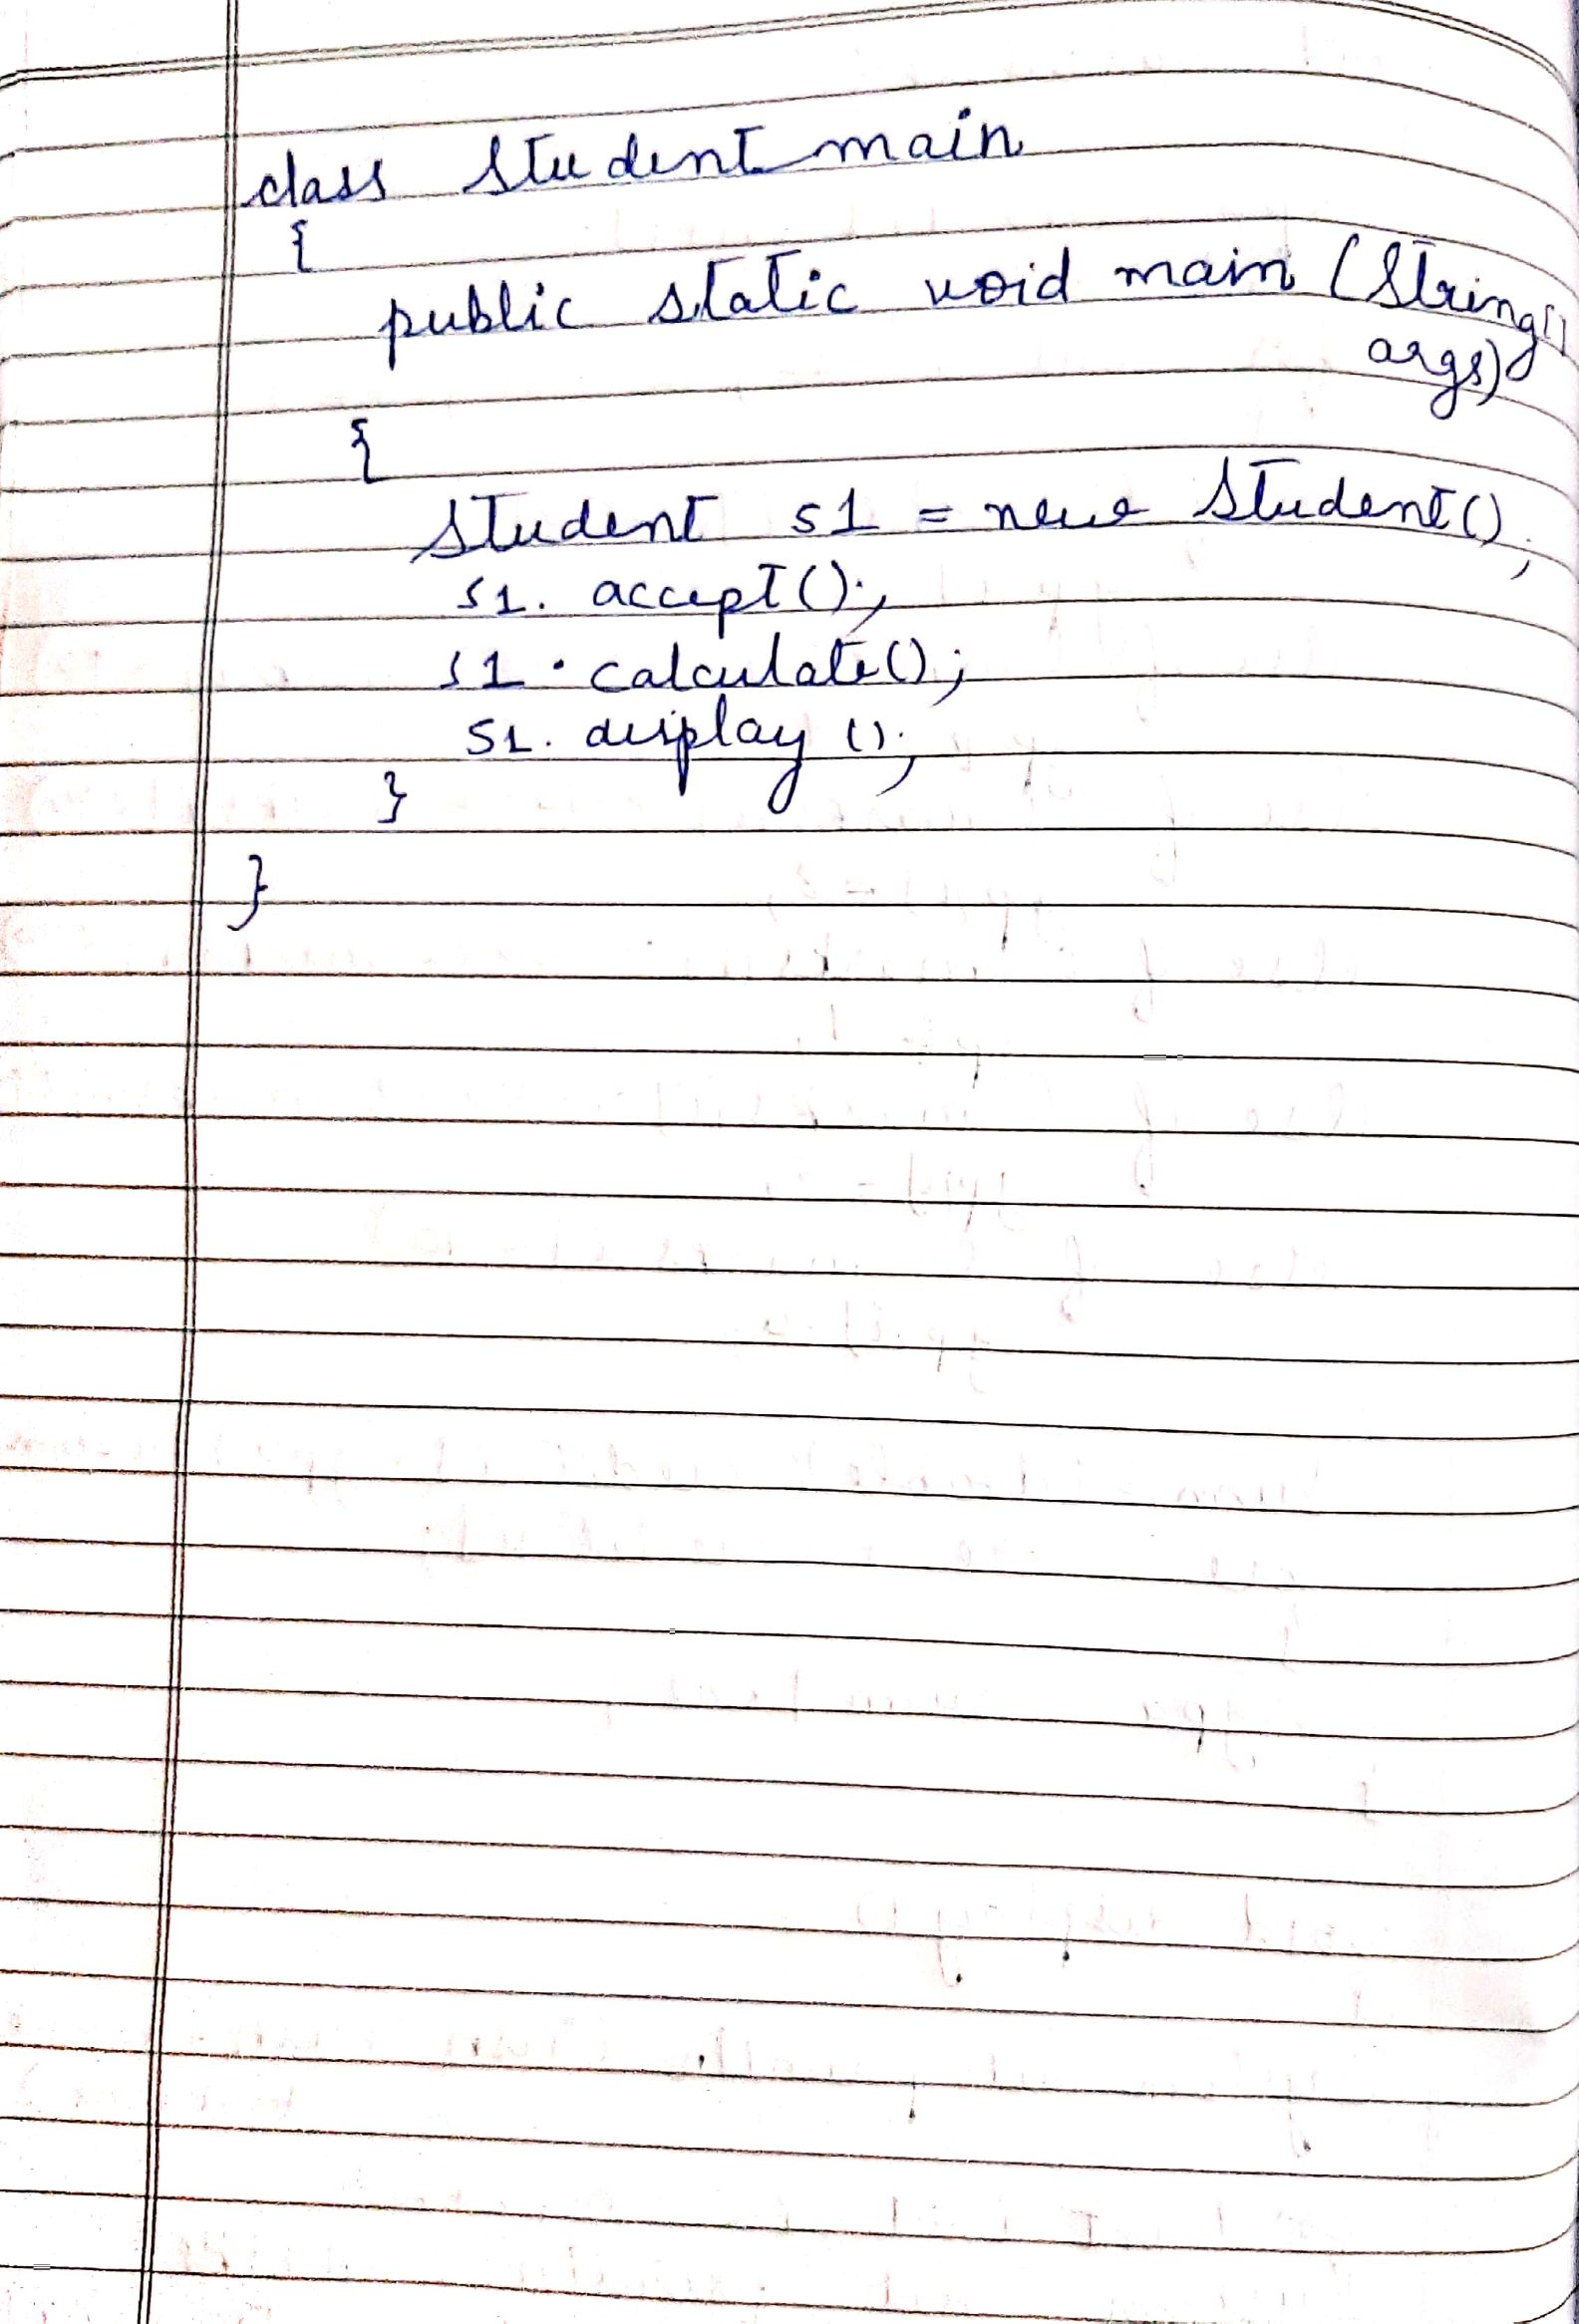 class Student main
{
public static void main (String[]
args)
{
Student s1 = new Student();
s1. accept();
s1. calculate();
s1. display ();
}
}